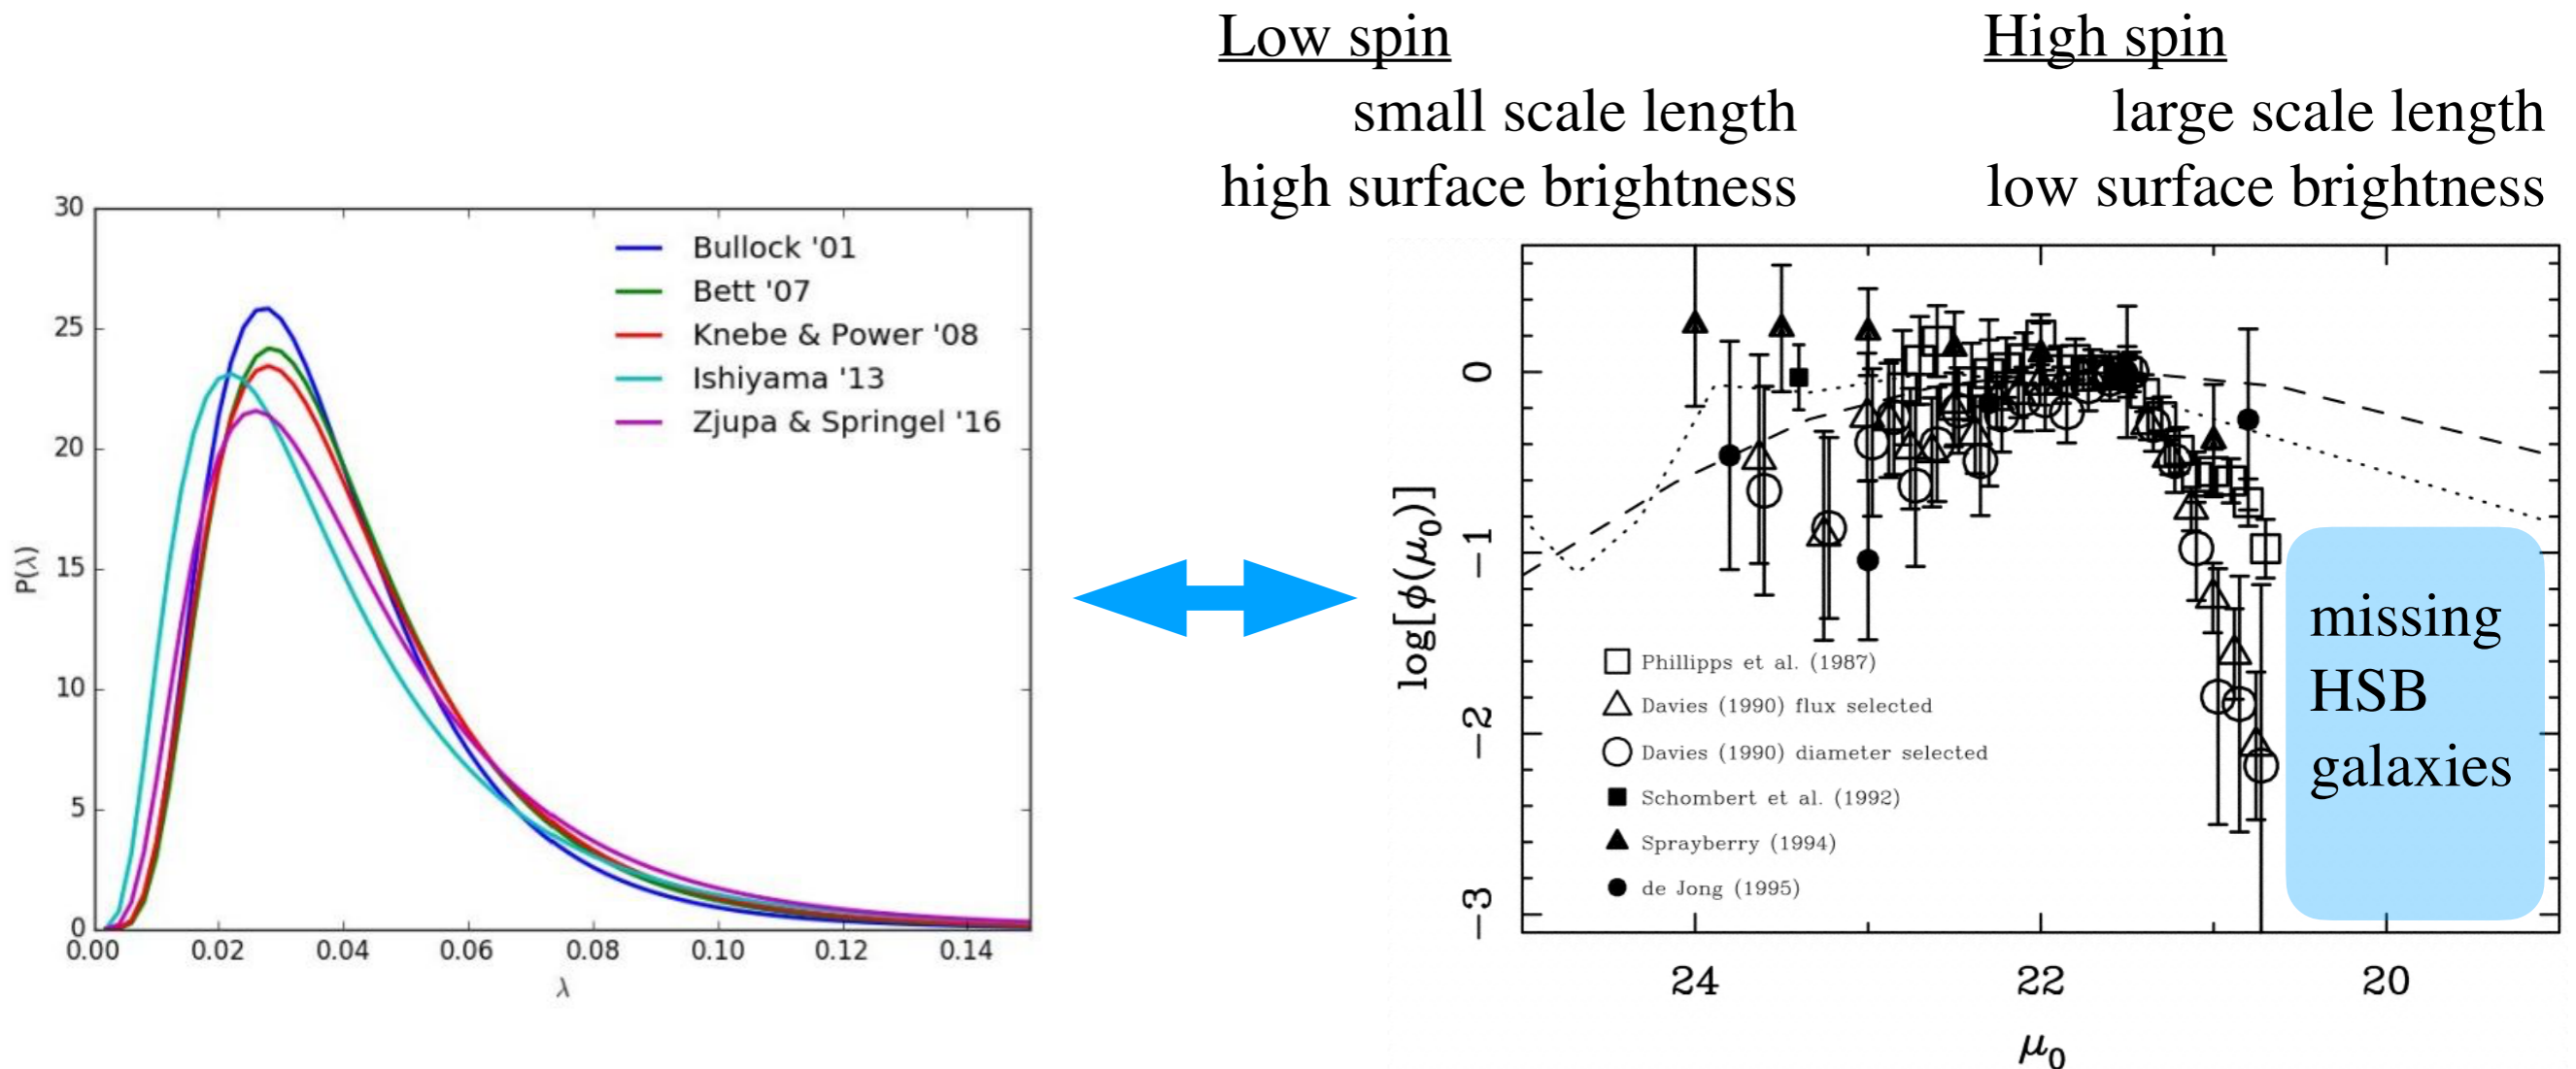 Low spin
small scale length
high surface brightness
High spin
large scale length
low surface brightness
30
25
20
15
10
5
0
P(λ)
Bullock '01
Bett '07
Knebe & Power '08
Ishiyama '13
Zjupa & Springel '16
0.00 0.02 0.04 0.06 0.08 0.10 0.12 0.14
λ
log[φ(μ₀)]
0
−1
−2
−3
Phillipps et al. (1987)
Davies (1990) flux selected
Davies (1990) diameter selected
Schombert et al. (1992)
Sprayberry (1994)
de Jong (1995)
missing
HSB
galaxies
24 22 20
μ₀